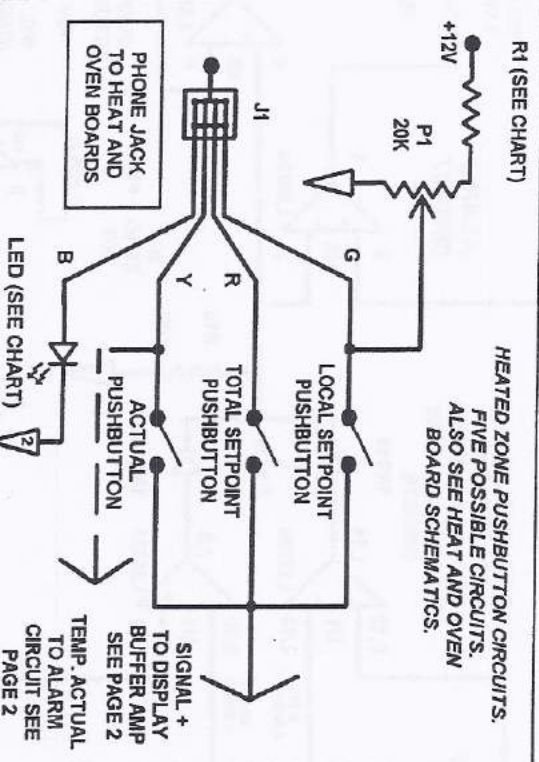 HEATED ZONE PUSHBUTTON CIRCUITS.
FIVE POSSIBLE CIRCUITS.
ALSO SEE HEAT AND OVEN
BOARD SCHEMATICS.
R1 (SEE CHART)
+12V
P1
20K
J1
PHONE JACK
TO HEAT AND
OVEN BOARDS
G
R
Y
B
LOCAL SETPOINT
PUSHBUTTON
TOTAL SETPOINT
PUSHBUTTON
ACTUAL
PUSHBUTTON
LED (SEE CHART)
2
SIGNAL +
TO DISPLAY
BUFFER AMP
SEE PAGE 2
TEMP. ACTUAL
TO ALARM
CIRCUIT SEE
PAGE 2